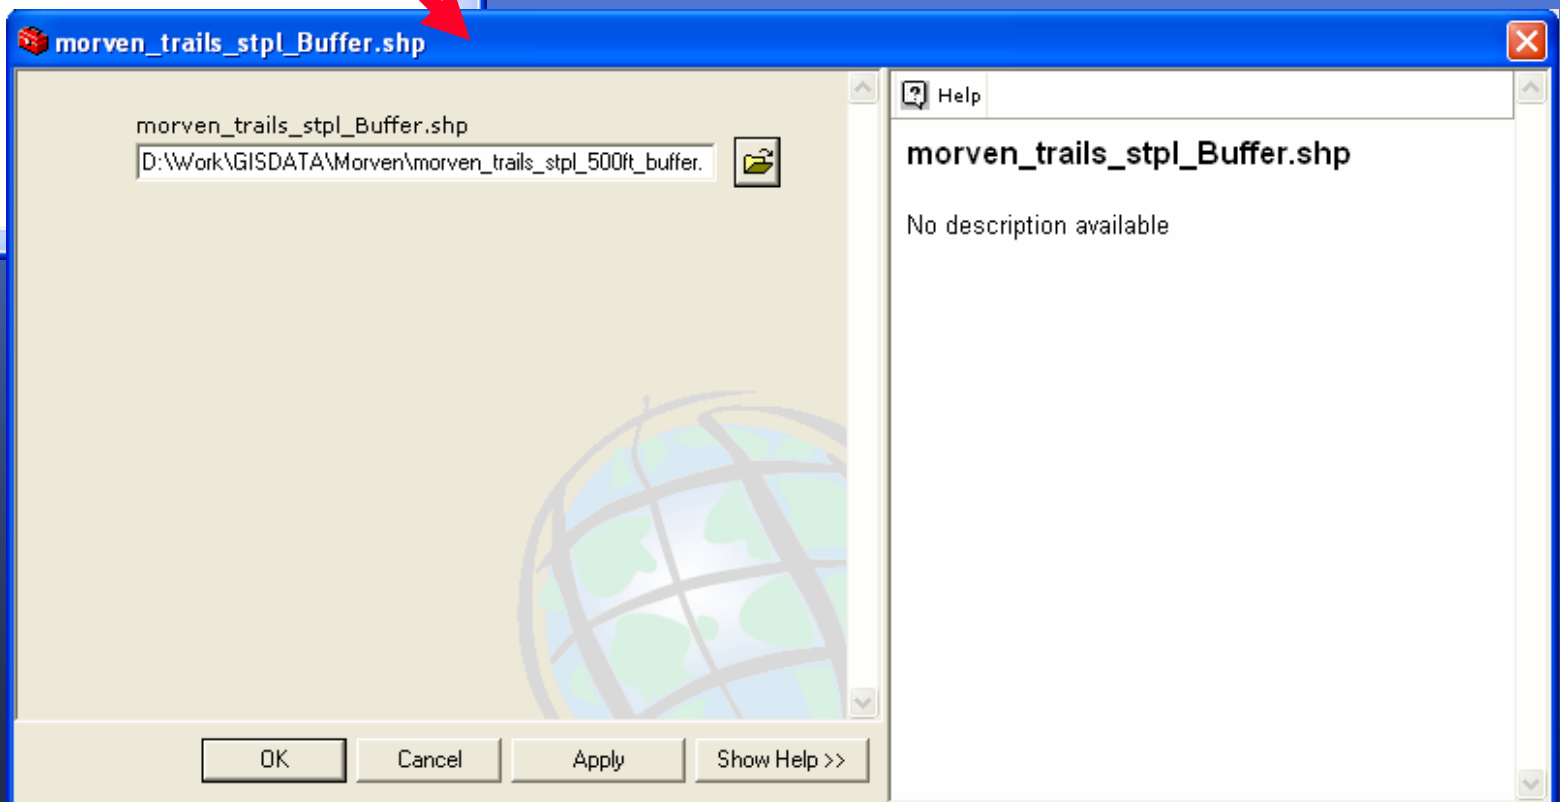 morven_trails_stpl_Buffer.shp
morven_trails_stpl_Buffer.shp
D:\Work\GISDATA\Morven\morven_trails_stpl_500ft_buffer.
OK
Cancel
Apply
Show Help >>
Help
morven_trails_stpl_Buffer.shp
No description available